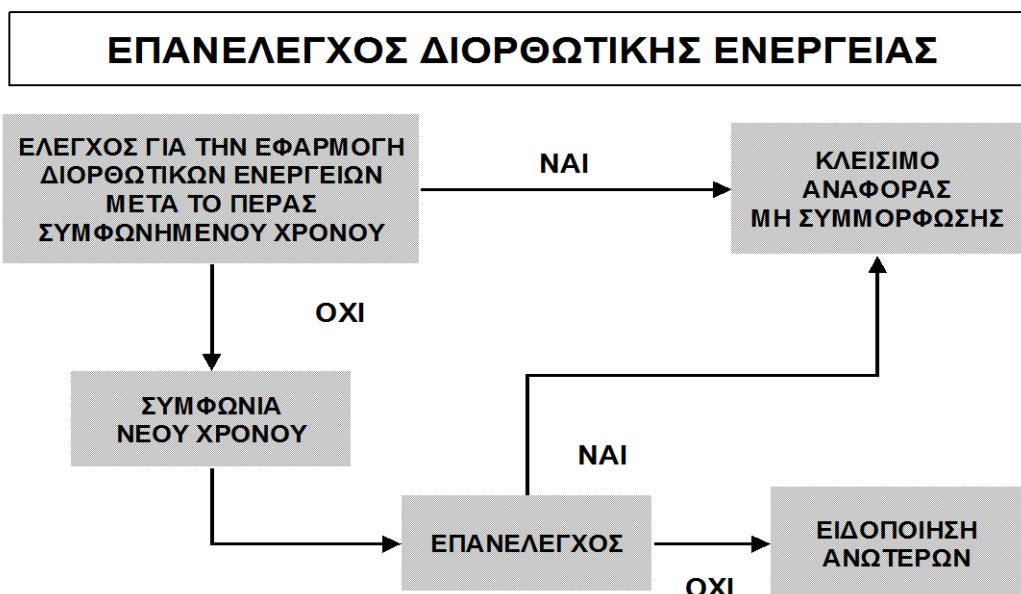 ΕΠΑΝΕΛΕΓΧΟΣ ΔΙΟΡΘΩΤΙΚΗΣ ΕΝΕΡΓΕΙΑΣ
ΕΛΕΓΧΟΣ ΓΙΑ ΤΗΝ ΕΦΑΡΜΟΓΗ
ΔΙΟΡΘΩΤΙΚΩΝ ΕΝΕΡΓΕΙΩΝ
ΜΕΤΑ ΤΟ ΠΕΡΑΣ
ΣΥΜΦΩΝΗΜΕΝΟΥ ΧΡΟΝΟΥ
ΝΑΙ
ΚΛΕΙΣΙΜΟ
ΑΝΑΦΟΡΑΣ
ΜΗ ΣΥΜΜΟΡΦΩΣΗΣ
ΟΧΙ
ΣΥΜΦΩΝΙΑ
ΝΕΟΥ ΧΡΟΝΟΥ
ΝΑΙ
ΕΠΑΝΕΛΕΓΧΟΣ
ΕΙΔΟΠΟΙΗΣΗ
ΑΝΩΤΕΡΩΝ
ΟΧΙ